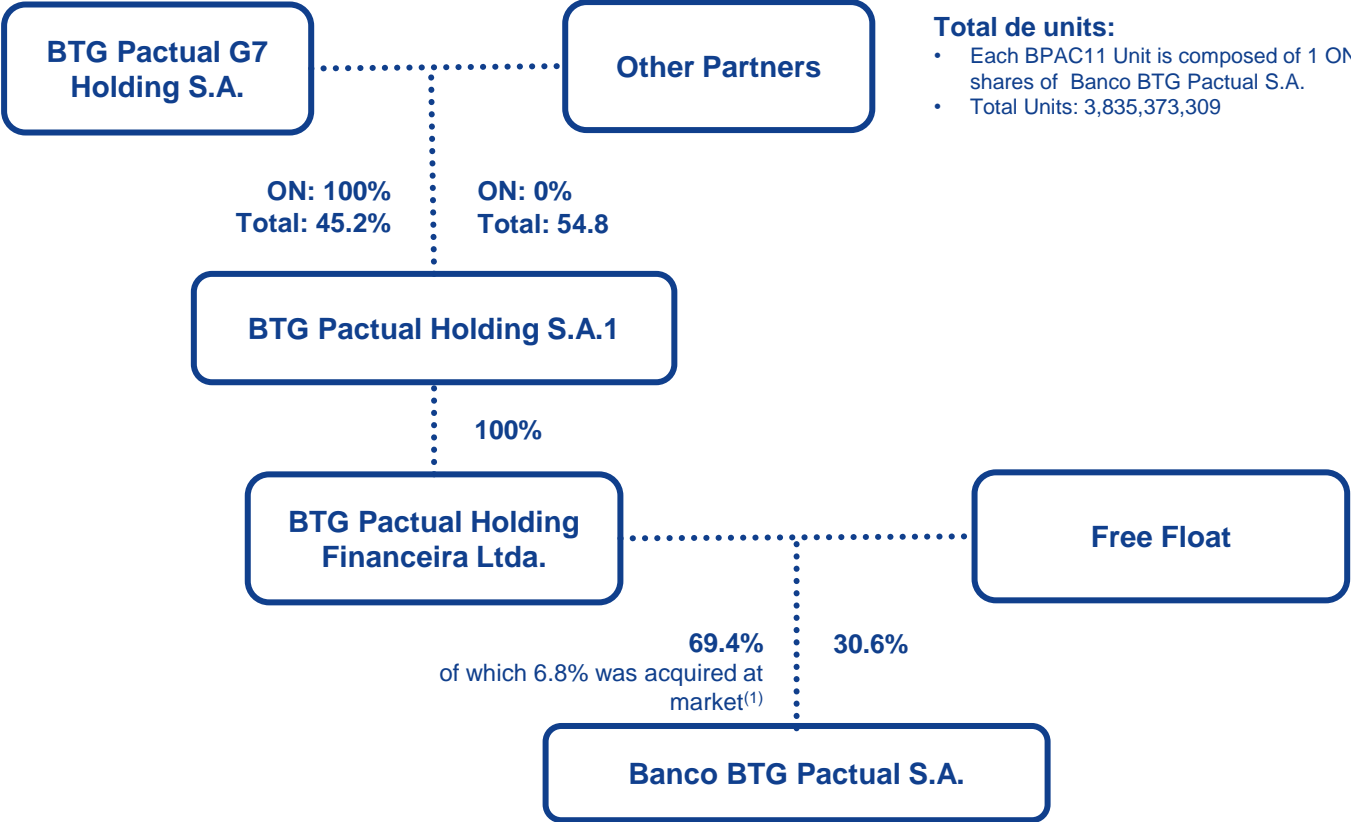 BTG Pactual G7
Holding S.A.
Other Partners
Total de units:
• Each BPAC11 Unit is composed of 1 ON
shares of Banco BTG Pactual S.A.
• Total Units: 3,835,373,309
ON: 100%
Total: 45.2%
ON: 0%
Total: 54.8
BTG Pactual Holding S.A.1
100%
BTG Pactual Holding
Financeira Ltda.
Free Float
69.4%
of which 6.8% was acquired at
market(1)
30.6%
Banco BTG Pactual S.A.